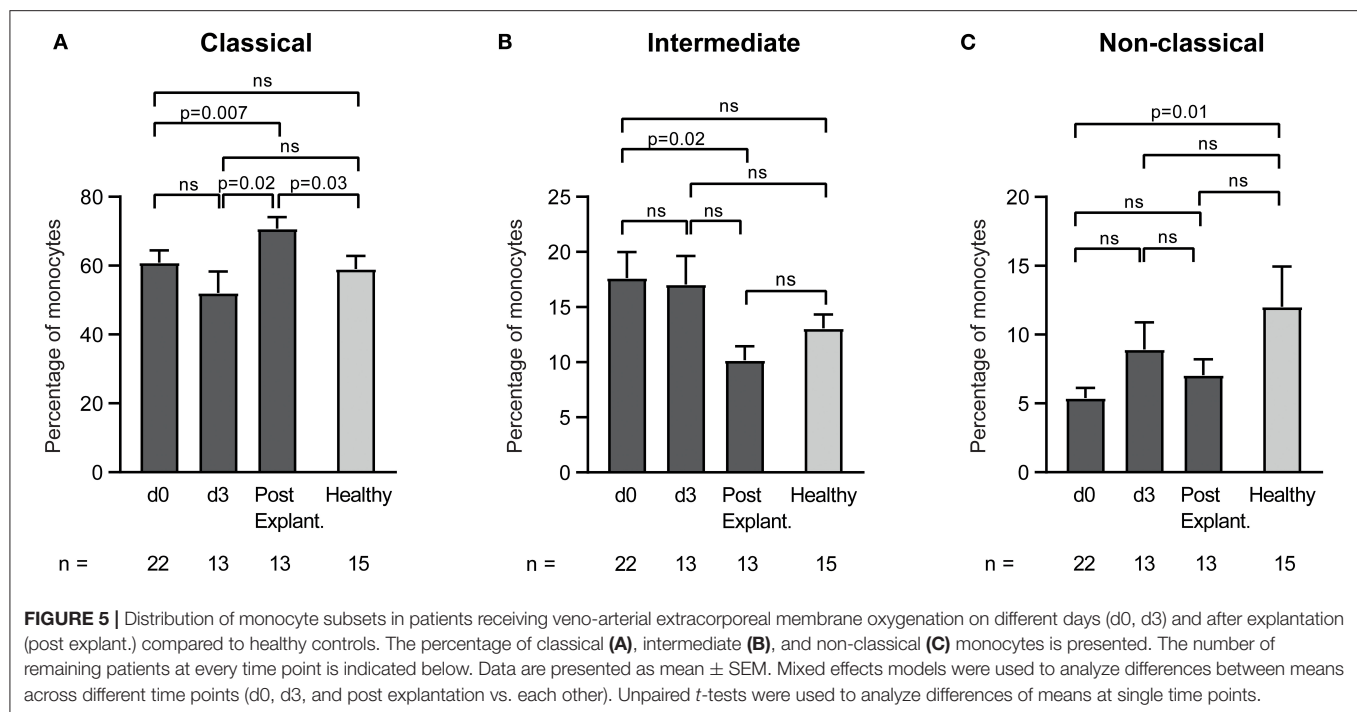 A
Classical
ns
p=0.007
ns
ns
p=0.02
p=0.03
80
60
40
20
0
Percentage of monocytes
d0
d3
Post
Explant.
Healthy
n =
22
13
13
15
B
Intermediate
ns
p=0.02
ns
ns
ns
ns
25
20
15
10
5
0
Percentage of monocytes
d0
d3
Post
Explant.
Healthy
n =
22
13
13
15
C
Non-classical
p=0.01
ns
ns
ns
ns
ns
20
15
10
5
0
Percentage of monocytes
d0
d3
Post
Explant.
Healthy
n =
22
13
13
15
FIGURE 5 | Distribution of monocyte subsets in patients receiving veno-arterial extracorporeal membrane oxygenation on different days (d0, d3) and after explantation
(post explant.) compared to healthy controls. The percentage of classical (A), intermediate (B), and non-classical (C) monocytes is presented. The number of
remaining patients at every time point is indicated below. Data are presented as mean ± SEM. Mixed effects models were used to analyze differences between means
across different time points (d0, d3, and post explantation vs. each other). Unpaired t-tests were used to analyze differences of means at single time points.